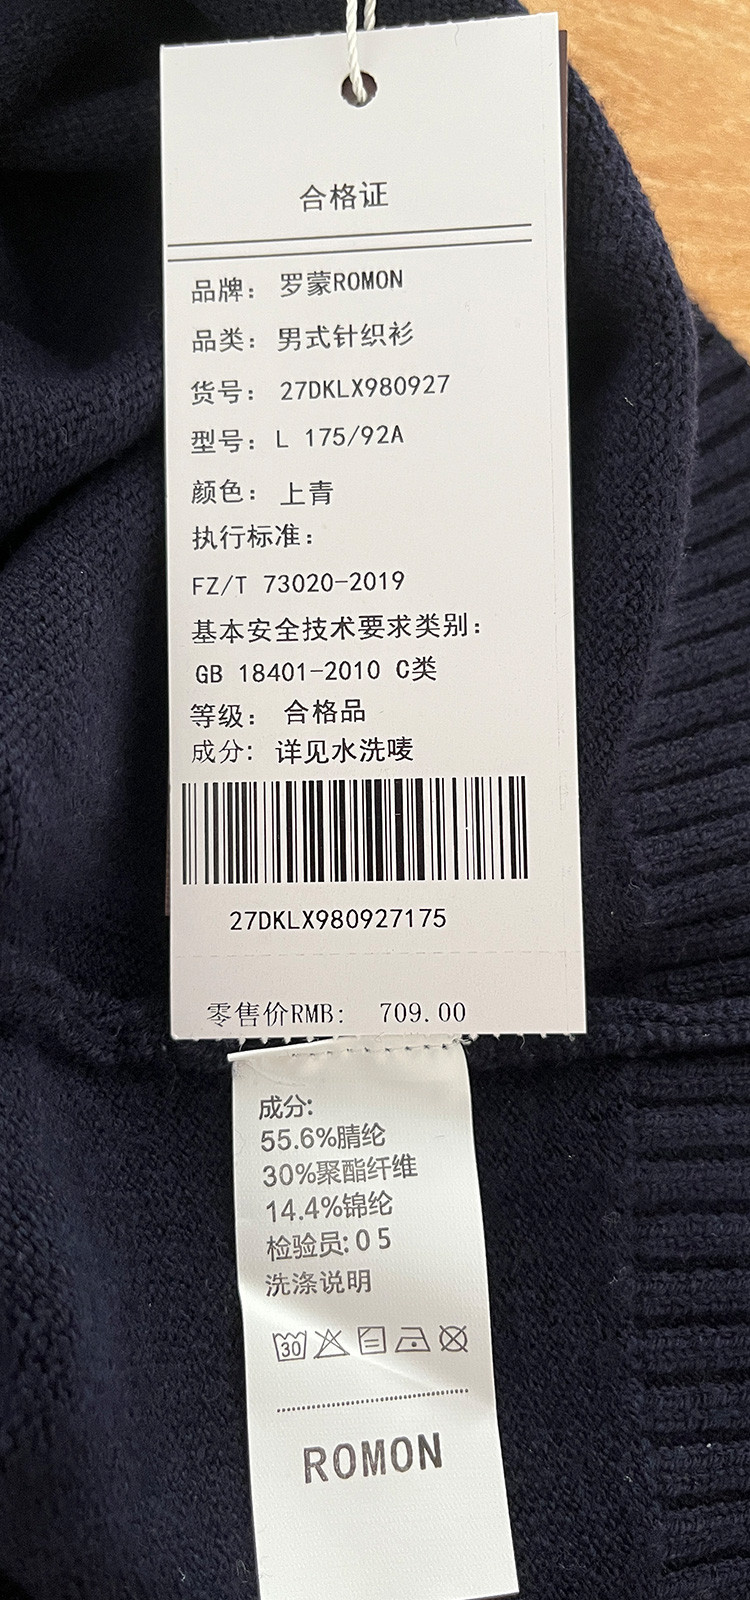 合格证
品牌： 罗蒙ROMON
品类： 男式针织衫
货号： 27DKLX980927
型号： L 175/92A
颜色： 上青
执行标准：
FZ/T 73020-2019
基本安全技术要求类别：
GB 18401-2010 C类
等级： 合格品
成分： 详见水洗唛
27DKLX980927175
零售价RMB: 709.00
成分:
55.6%腈纶
30%聚酯纤维
14.4%锦纶
检验员: 0 5
洗涤说明
30
ROMON